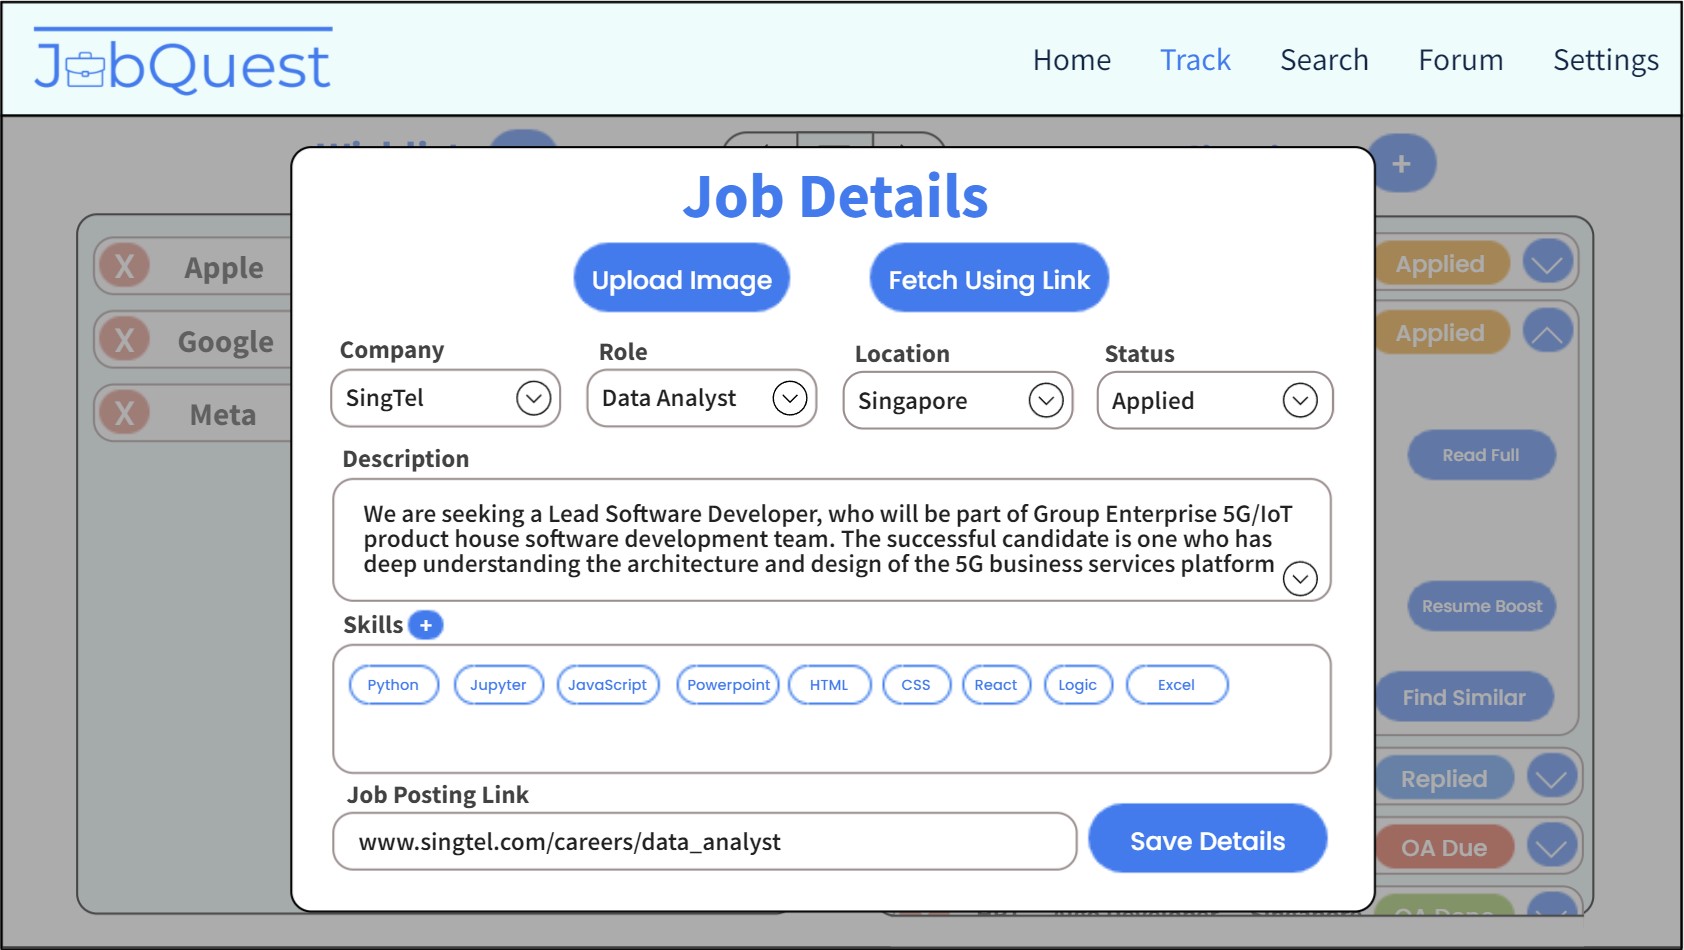 JobQuest
Home Track Search Forum Settings
+
Job Details
Upload Image Fetch Using Link
X Apple
X Google
X Meta
Applied
Applied
Company Role Location Status
SingTel Data Analyst Singapore Applied
Read Full
Description
We are seeking a Lead Software Developer, who will be part of Group Enterprise 5G/IoT
product house software development team. The successful candidate is one who has
deep understanding the architecture and design of the 5G business services platform
Resume Boost
Skills +
Python Jupyter JavaScript Powerpoint HTML CSS React Logic Excel
Find Similar
Replied
Job Posting Link
www.singtel.com/careers/data_analyst
Save Details
OA Due